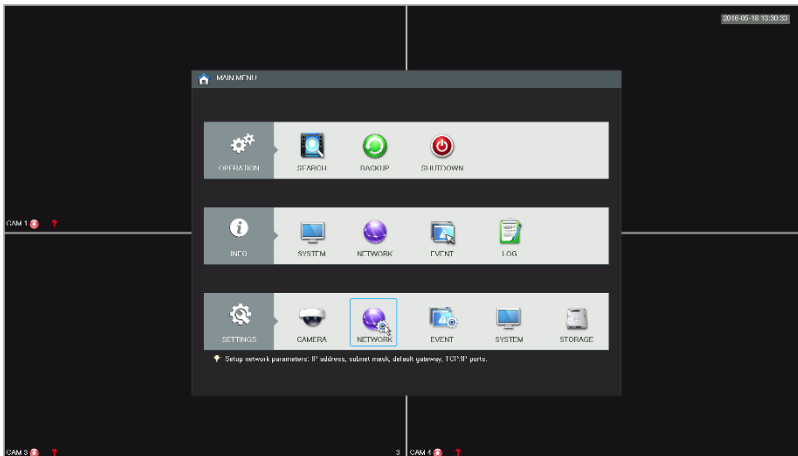 2016-05-18 13:30:33
MAIN MENU
OPERATION
SEARCH
BACKUP
SHUTDOWN
CAM 1
?
INFO
SYSTEM
NETWORK
EVENT
LOG
SETTINGS
CAMERA
NETWORK
EVENT
SYSTEM
STORAGE
Setup network parameters: IP address, subnet mask, default gateway, TCP/IP ports.
CAM 3
?
3
CAM 4
?